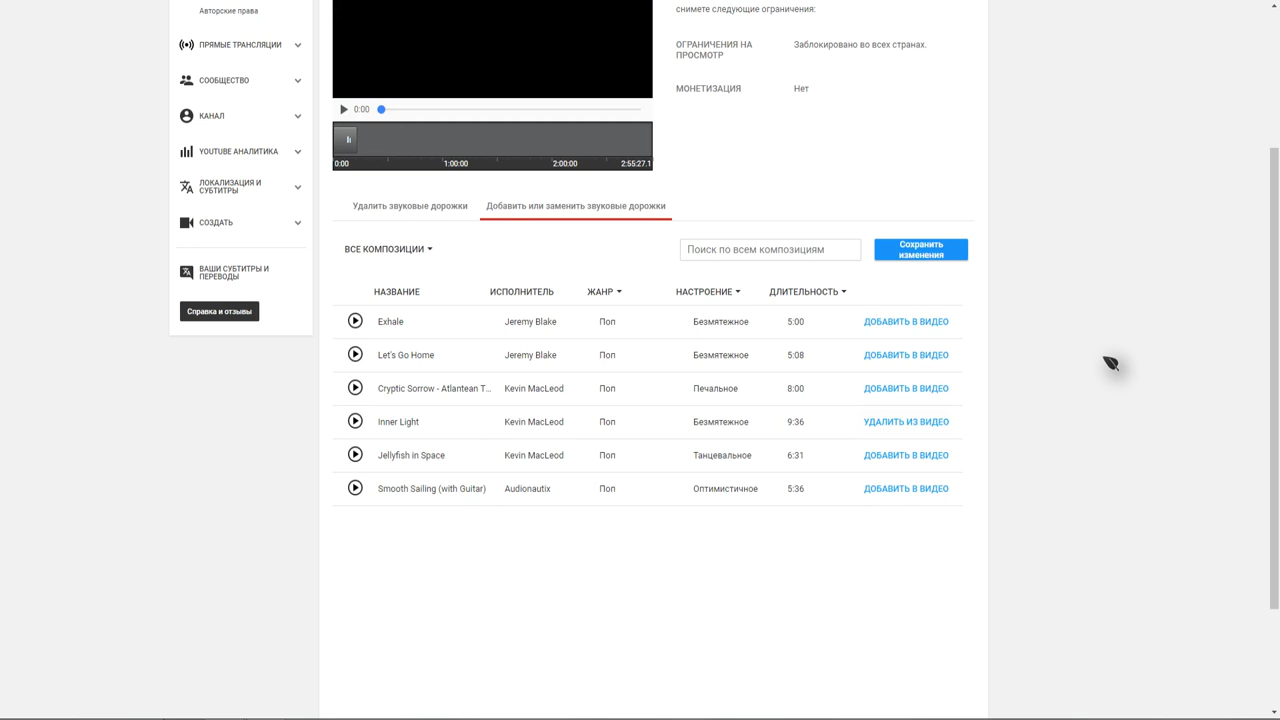 Авторские права
снимете следующие ограничения:
ПРЯМЫЕ ТРАНСЛЯЦИИ
ОГРАНИЧЕНИЯ НА
ПРОСМОТР
Заблокировано во всех странах.
СООБЩЕСТВО
МОНЕТИЗАЦИЯ
Нет
КАНАЛ
0:00
YOUTUBE АНАЛИТИКА
0:00
1:00:00
2:00:00
2:55:27.1
ЛОКАЛИЗАЦИЯ И
СУБТИТРЫ
СОЗДАТЬ
ВАШИ СУБТИТРЫ И
ПЕРЕВОДЫ
Справка и отзывы
Удалить звуковые дорожки
Добавить или заменить звуковые дорожки
ВСЕ КОМПОЗИЦИИ
Поиск по всем композициям
Сохранить
изменения
НАЗВАНИЕ ИСПОЛНИТЕЛЬ ЖАНР НАСТРОЕНИЕ ДЛИТЕЛЬНОСТЬ
Exhale Jeremy Blake Поп Безмятежное 5:00 ДОБАВИТЬ В ВИДЕО
Let's Go Home Jeremy Blake Поп Безмятежное 5:08 ДОБАВИТЬ В ВИДЕО
Cryptic Sorrow - Atlantean T... Kevin MacLeod Поп Печальное 8:00 ДОБАВИТЬ В ВИДЕО
Inner Light Kevin MacLeod Поп Безмятежное 9:36 УДАЛИТЬ ИЗ ВИДЕО
Jellyfish in Space Kevin MacLeod Поп Танцевальное 6:31 ДОБАВИТЬ В ВИДЕО
Smooth Sailing (with Guitar) Audionautix Поп Оптимистичное 5:36 ДОБАВИТЬ В ВИДЕО